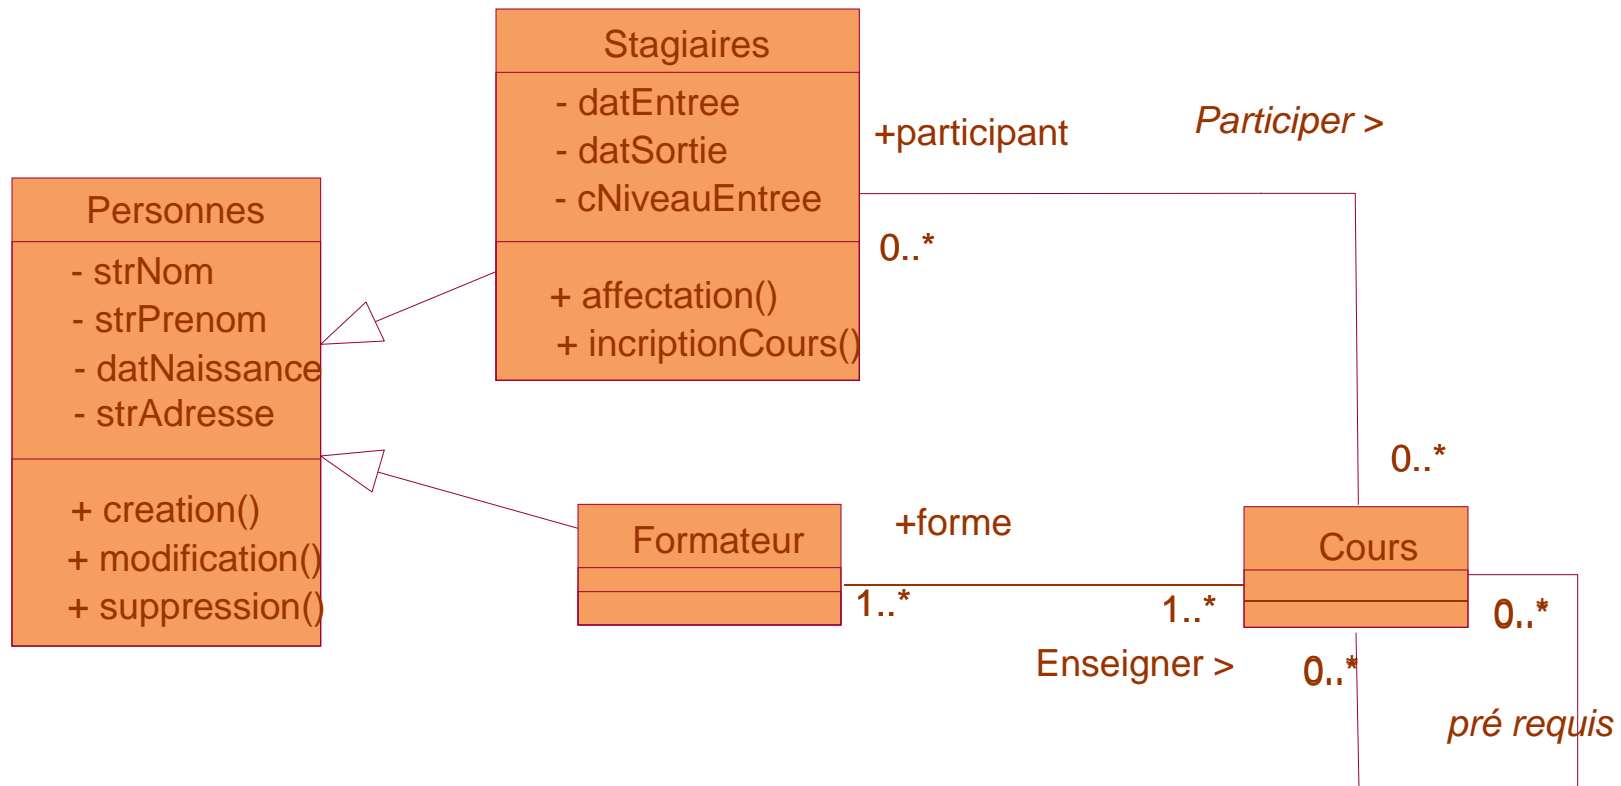 Stagiaires
- datEntree
- datSortie
- cNiveauEntree
+ affectation()
+ incriptionCours()
+participant
Participer >
0..*
Personnes
- strNom
- strPrenom
- datNaissance
- strAdresse
+ creation()
+ modification()
+ suppression()
0..*
Formateur
+forme
Cours
1..*
1..*
0..*
Enseigner >
0..*
pré requis